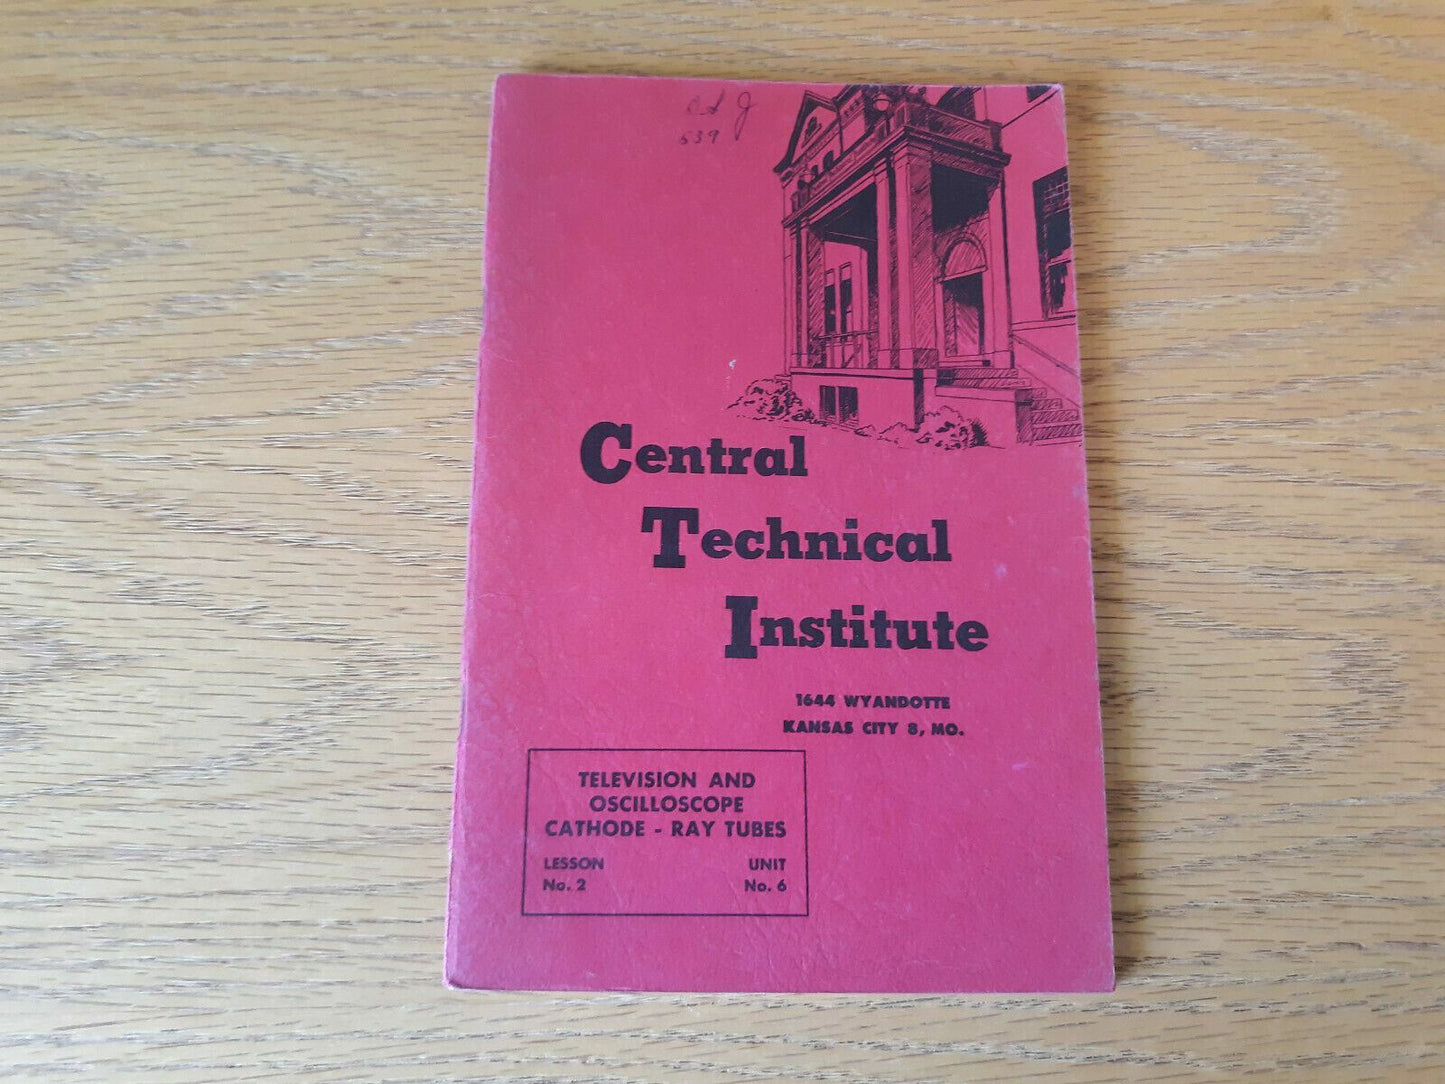 539
Central
Technical
Institute
1644 WYANDOTTE
KANSAS CITY 8, MO.
TELEVISION AND
OSCILLOSCOPE
CATHODE - RAY TUBES
LESSON UNIT
No. 2 No. 6